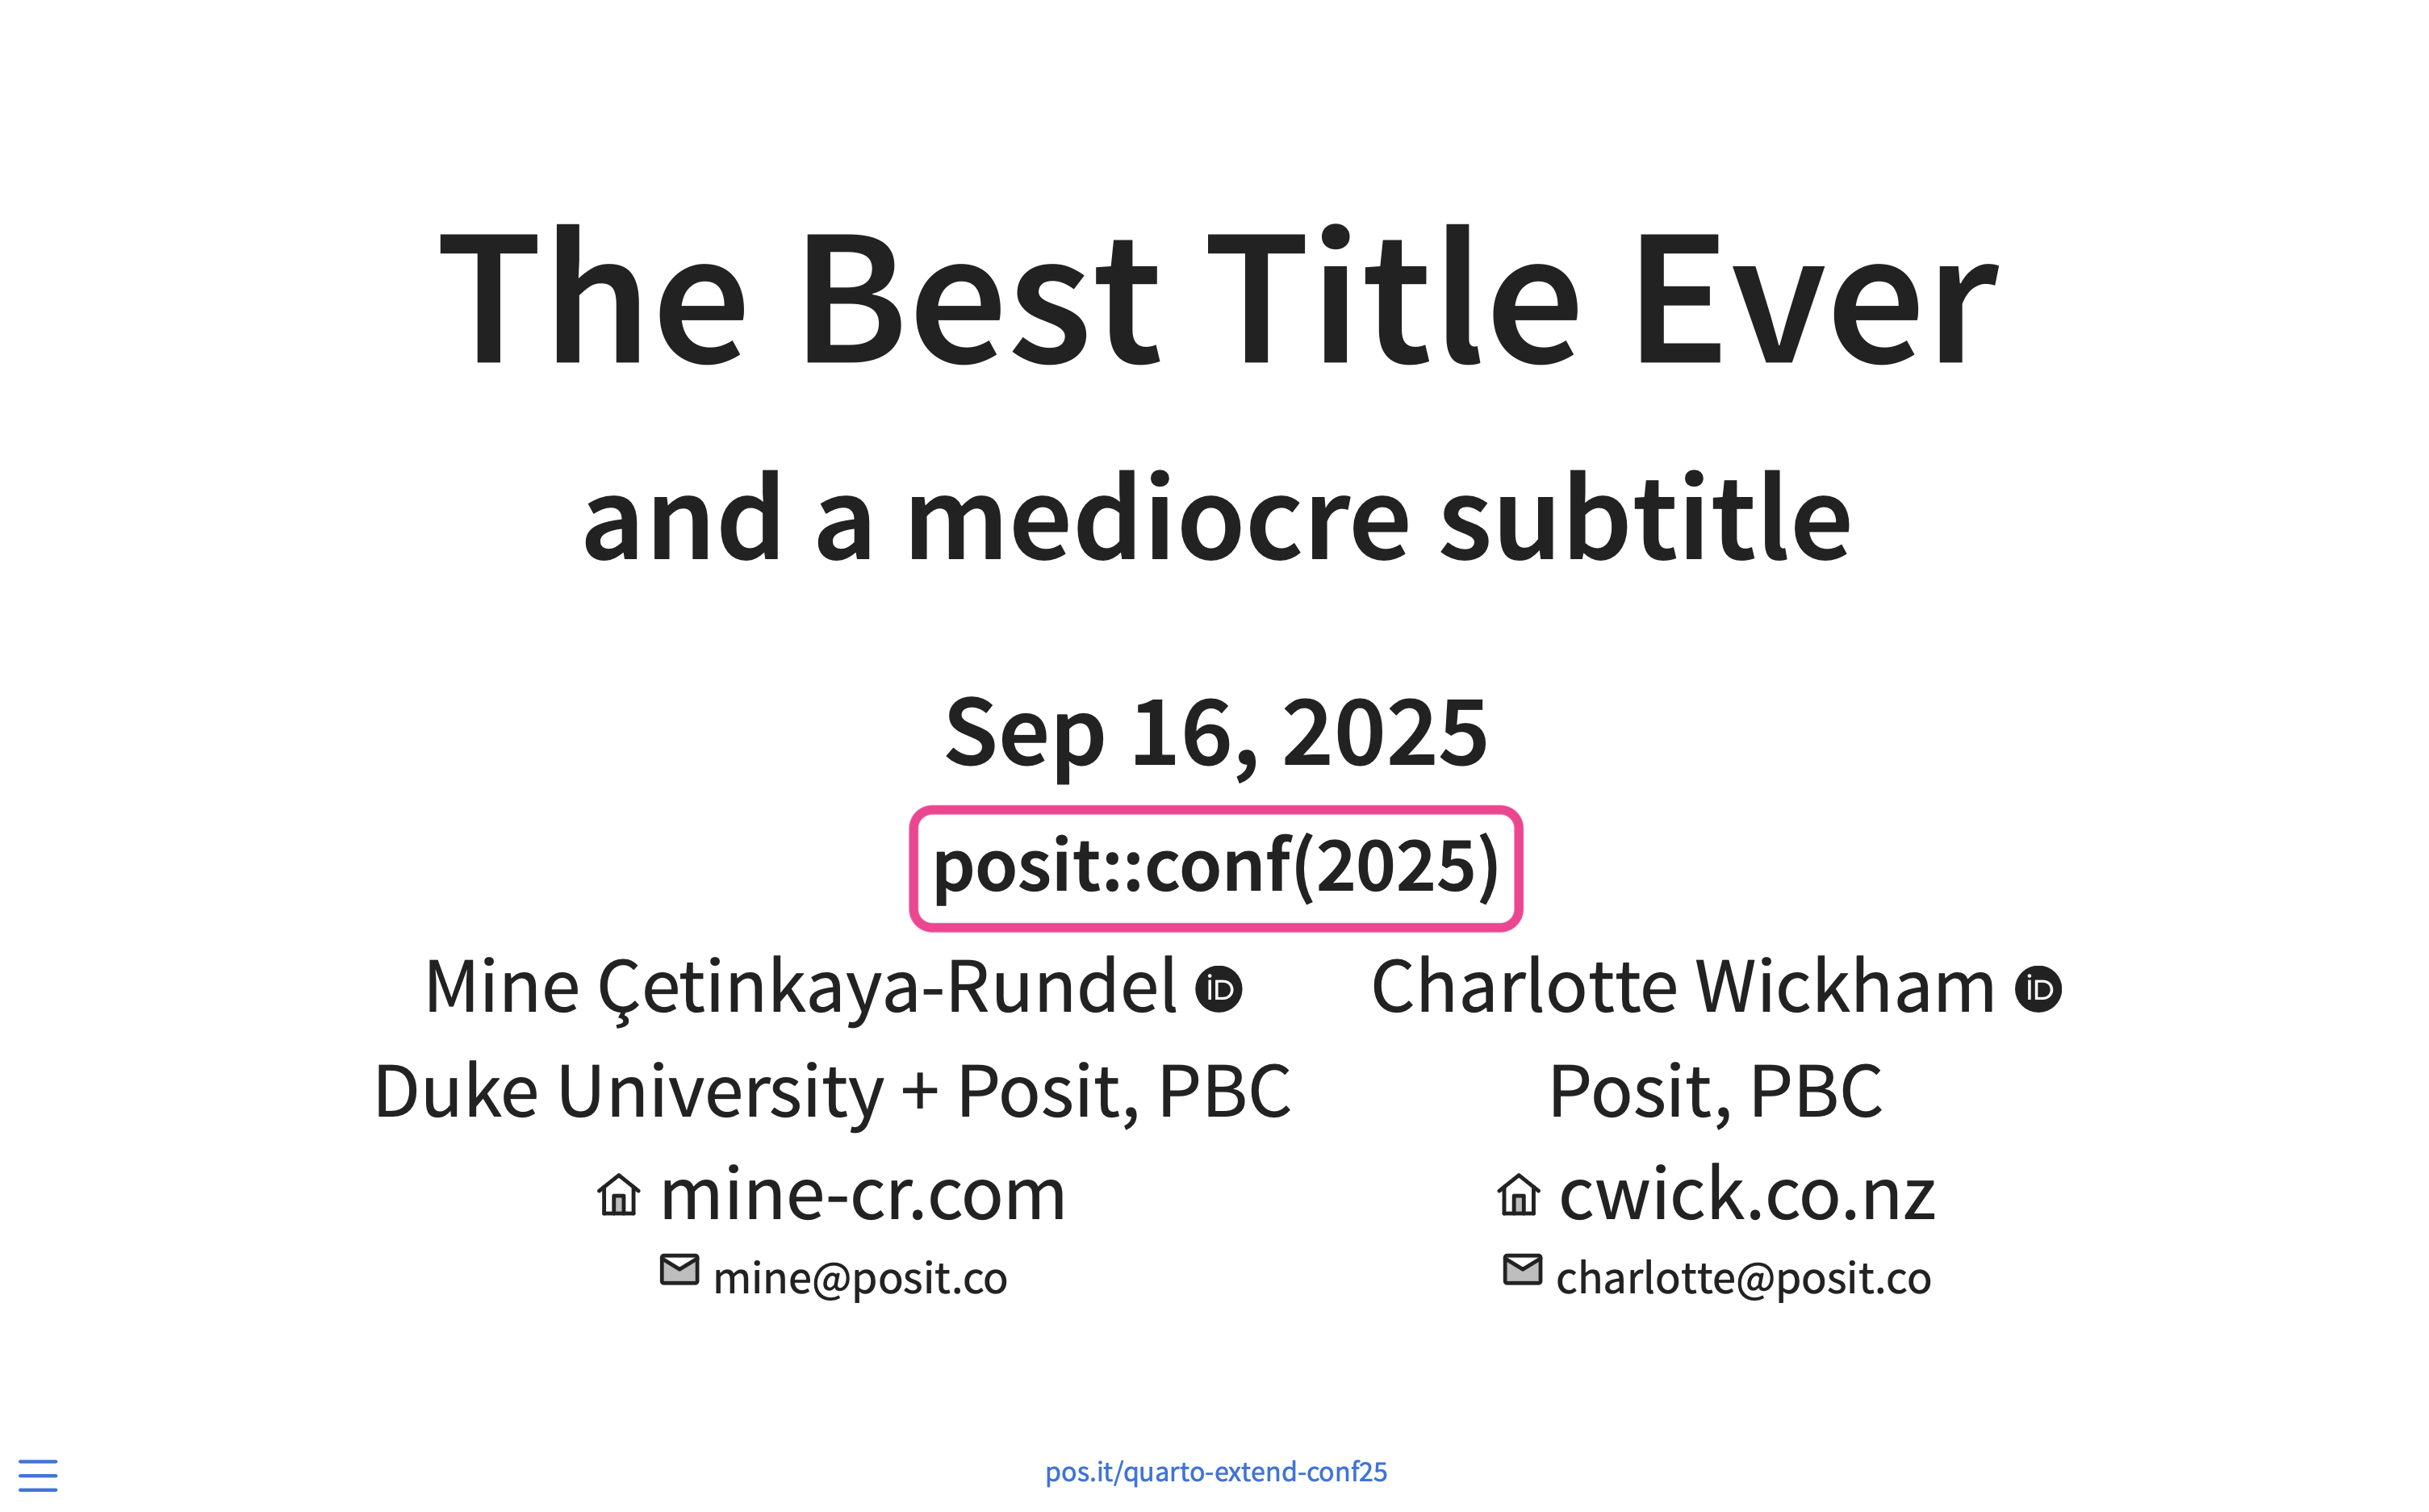 The Best Title Ever
and a mediocre subtitle
Sep 16, 2025
posit::conf(2025)
Mine Çetinkaya-Rundel iD
Duke University + Posit, PBC
mine-cr.com
mine@posit.co
Charlotte Wickham iD
Posit, PBC
cwick.co.nz
charlotte@posit.co
pos.it/quarto-extend-conf25